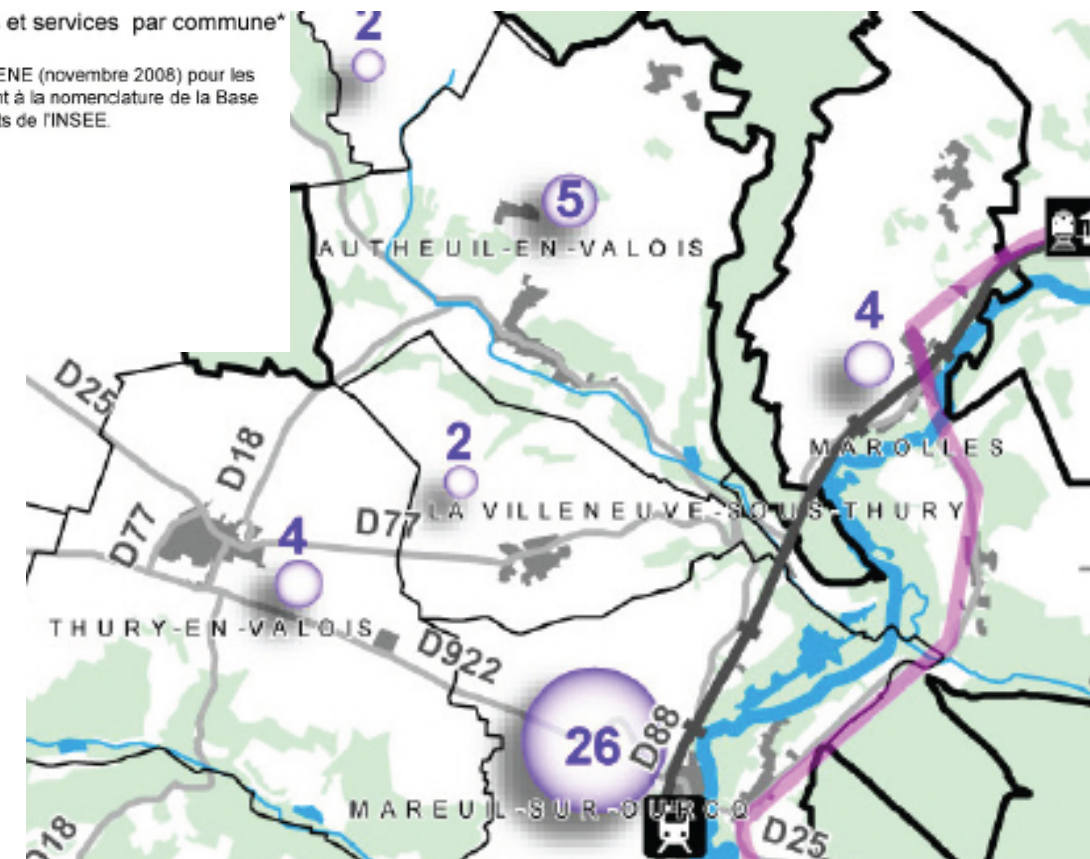 et services par commune*
ENE (novembre 2008) pour les
nt à la nomenclature de la Base
ts de l'INSEE.
2
5
AUTHEUIL-EN-VALOIS
4
D25
D18
2
MAROLLES
D77
LA VILLENEUVE-SOUS-THURY
D77
4
THURY-EN-VALOIS
D922
26
D88
MAREUIL-SUR-OURCQ
D18
D25